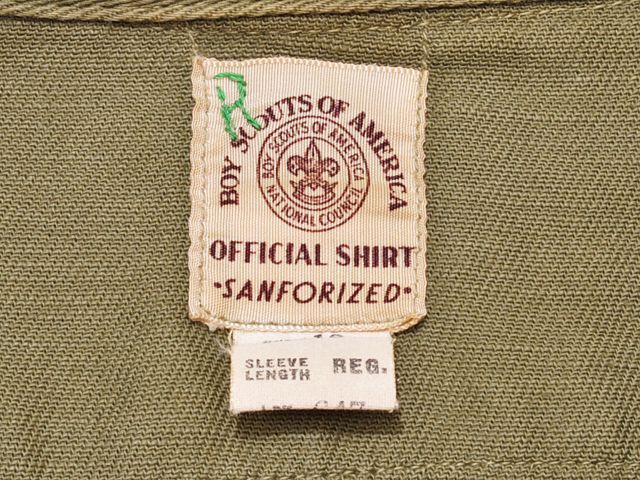 R
BOY SCOUTS OF AMERICA
BOY SCOUTS OF AMERICA
NATIONAL COUNCIL
OFFICIAL SHIRT
•SANFORIZED•
SLEEVE LENGTH REG.